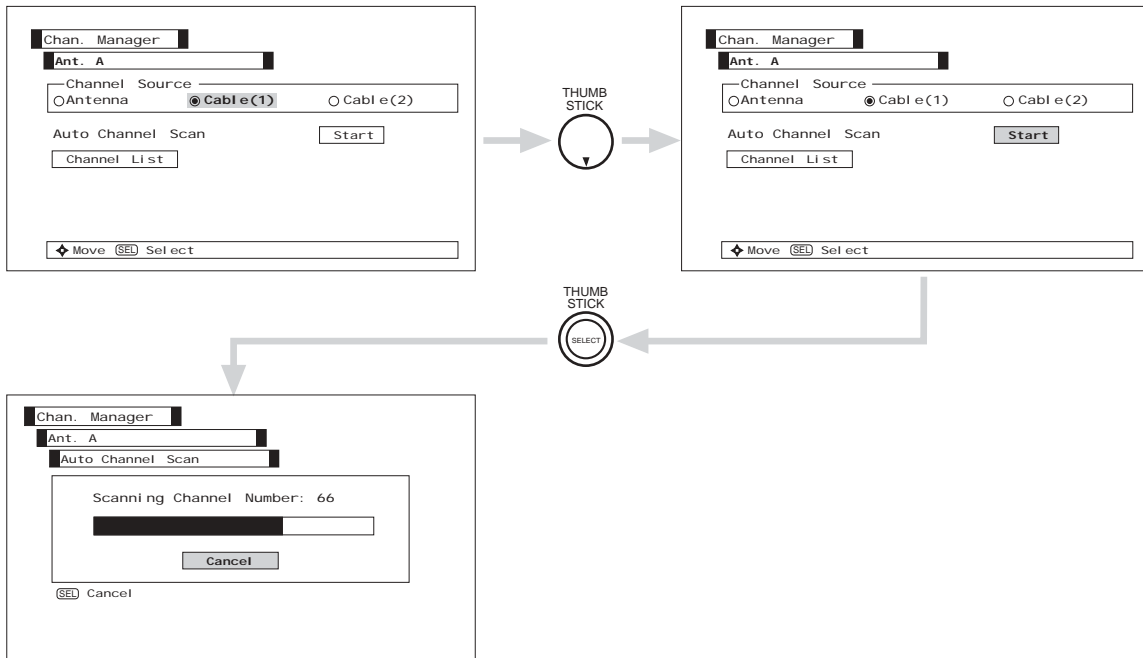 Chan. Manager
Ant. A
Channel Source
Antenna Cable(1) Cable(2)
Auto Channel Scan Start
Channel List
Move SEL Select
THUMB
STICK
Chan. Manager
Ant. A
Channel Source
Antenna Cable(1) Cable(2)
Auto Channel Scan Start
Channel List
Move SEL Select
THUMB
STICK
SELECT
Chan. Manager
Ant. A
Auto Channel Scan
Scanning Channel Number: 66
Cancel
SEL Cancel